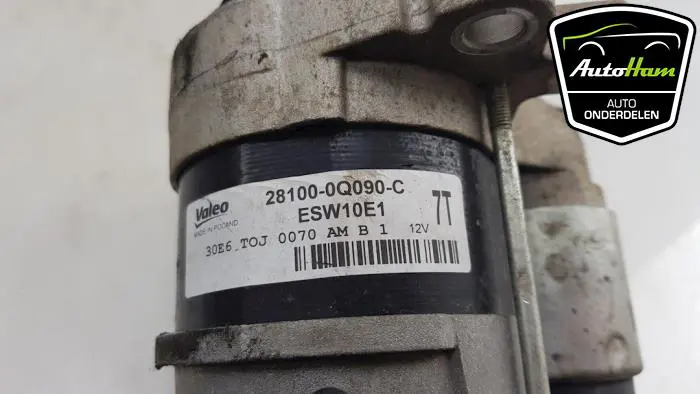 AutoHam
AUTO
ONDERDELEN
Valeo
MADE IN POLAND
28100-0Q090-C
ESW10E1
7T
30E6 TOJ 0070 AM B 1 12V